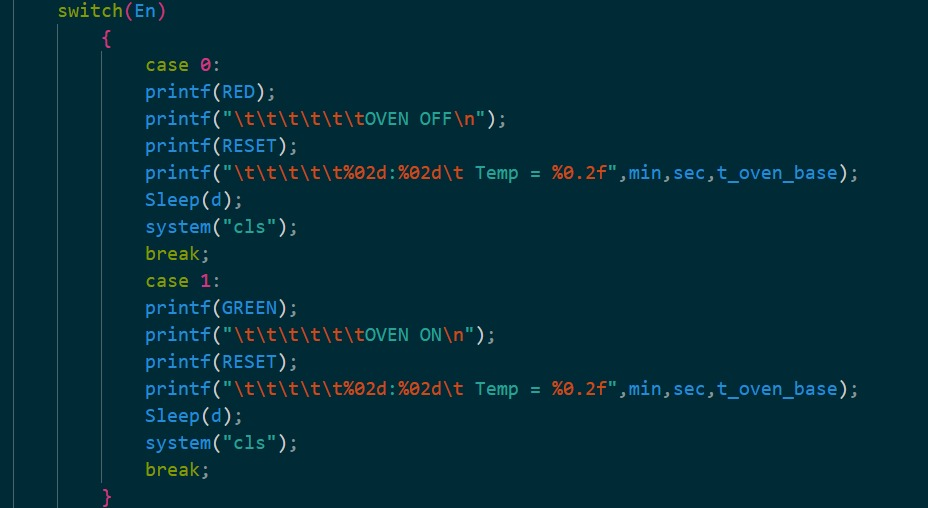 switch(En)
{
case 0:
printf(RED);
printf("\t\t\t\t\t\tOVEN OFF\n");
printf(RESET);
printf("\t\t\t\t\t%02d:%02d\t Temp = %0.2f",min,sec,t_oven_base);
Sleep(d);
system("cls");
break;
case 1:
printf(GREEN);
printf("\t\t\t\t\t\tOVEN ON\n");
printf(RESET);
printf("\t\t\t\t\t%02d:%02d\t Temp = %0.2f",min,sec,t_oven_base);
Sleep(d);
system("cls");
break;
}